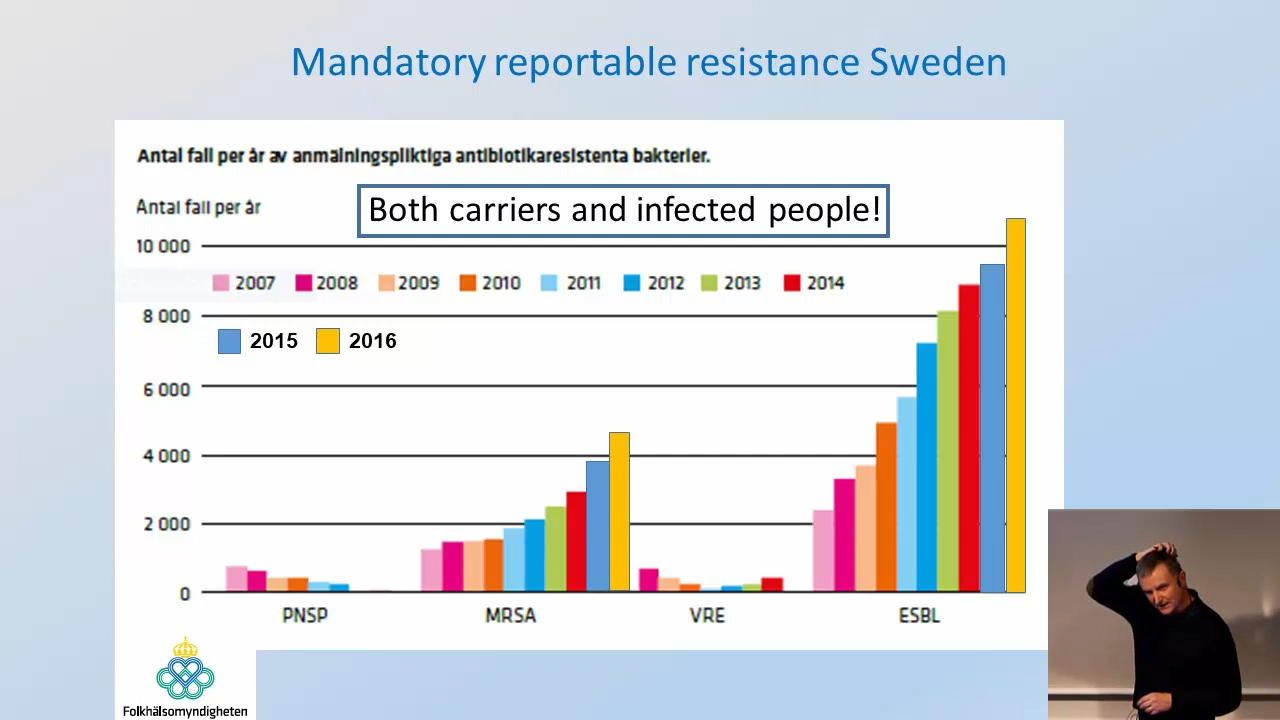 Mandatory reportable resistance Sweden
Antal fall per år av anmälningspliktiga antibiotikaresistenta bakterier.
Antal fall per år
Both carriers and infected people!
10 000
2007 2008 2009 2010 2011 2012 2013 2014
8 000
2015 2016
6 000
4 000
2 000
0
PNSP MRSA VRE ESBL
Folkhälsomyndigheten